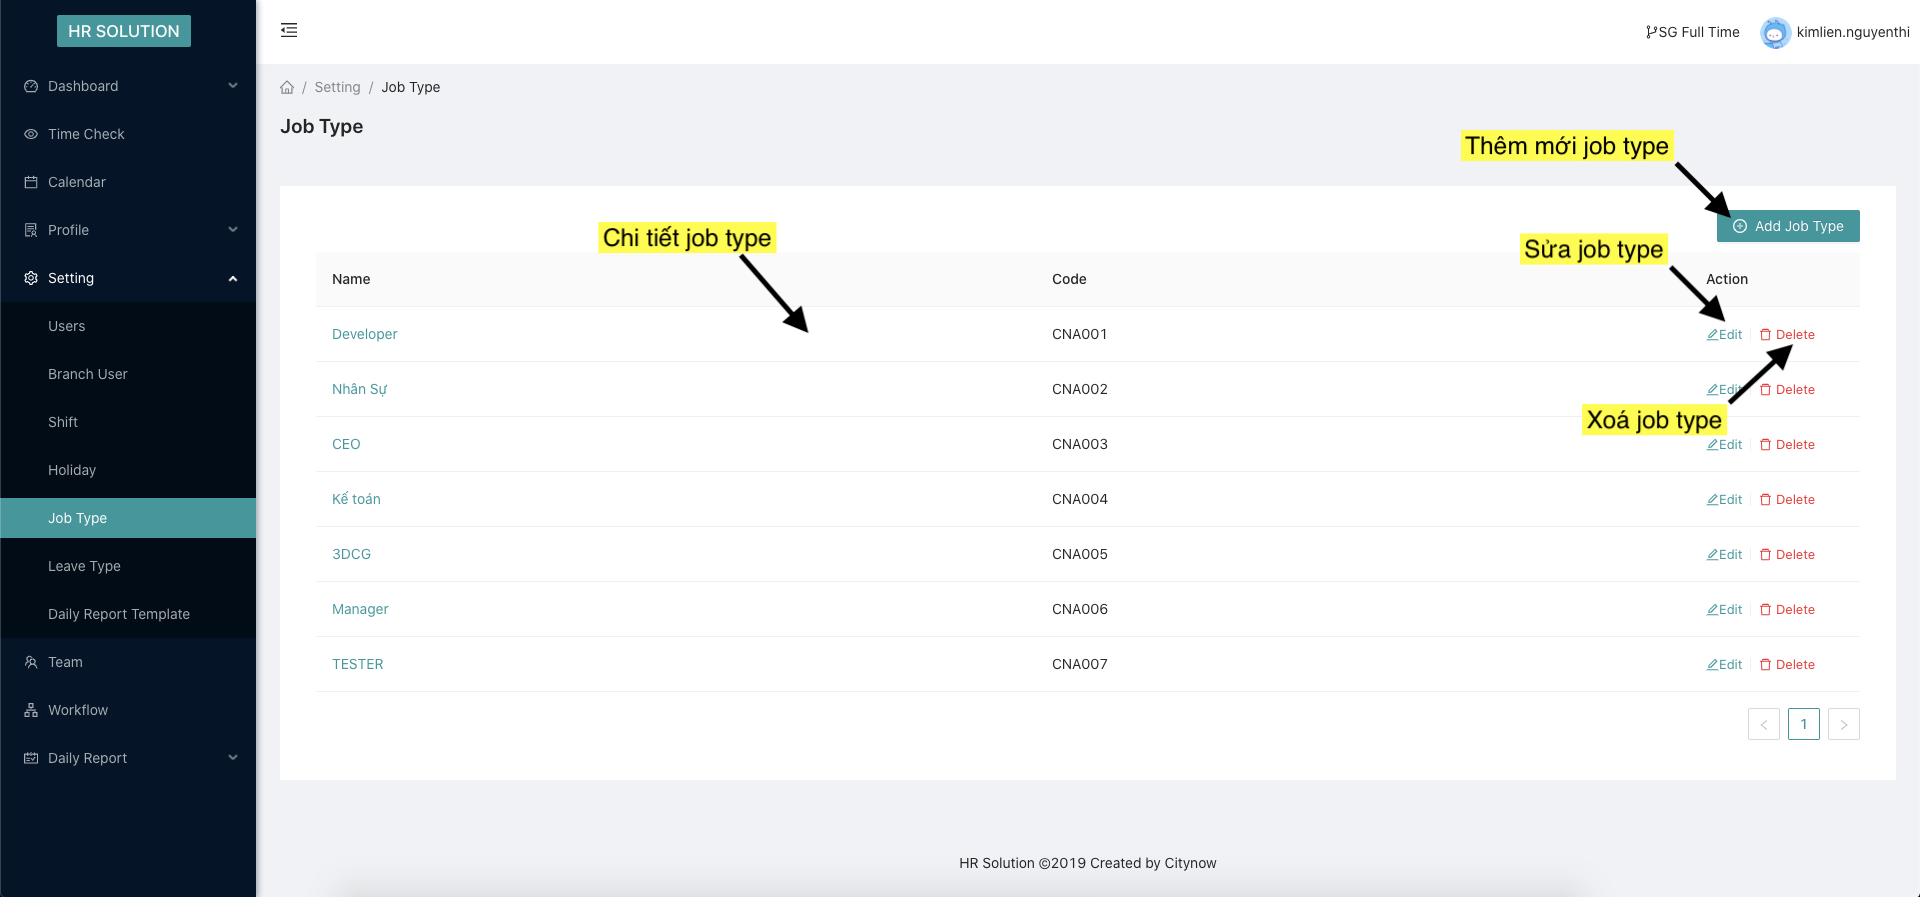 HR SOLUTION
SG Full Time
kimlien.nguyenthi
Dashboard
Time Check
Calendar
Profile
Setting
Users
Branch User
Shift
Holiday
Job Type
Leave Type
Daily Report Template
Team
Workflow
Daily Report
/ Setting / Job Type
Job Type
Thêm mới job type
Add Job Type
Chi tiết job type
Sửa job type
Name Code Action
Developer CNA001 Edit Delete
Nhân Sự CNA002 Edit Delete
Xoá job type
CEO CNA003 Edit Delete
Kế toán CNA004 Edit Delete
3DCG CNA005 Edit Delete
Manager CNA006 Edit Delete
TESTER CNA007 Edit Delete
< 1 >
HR Solution ©2019 Created by Citynow